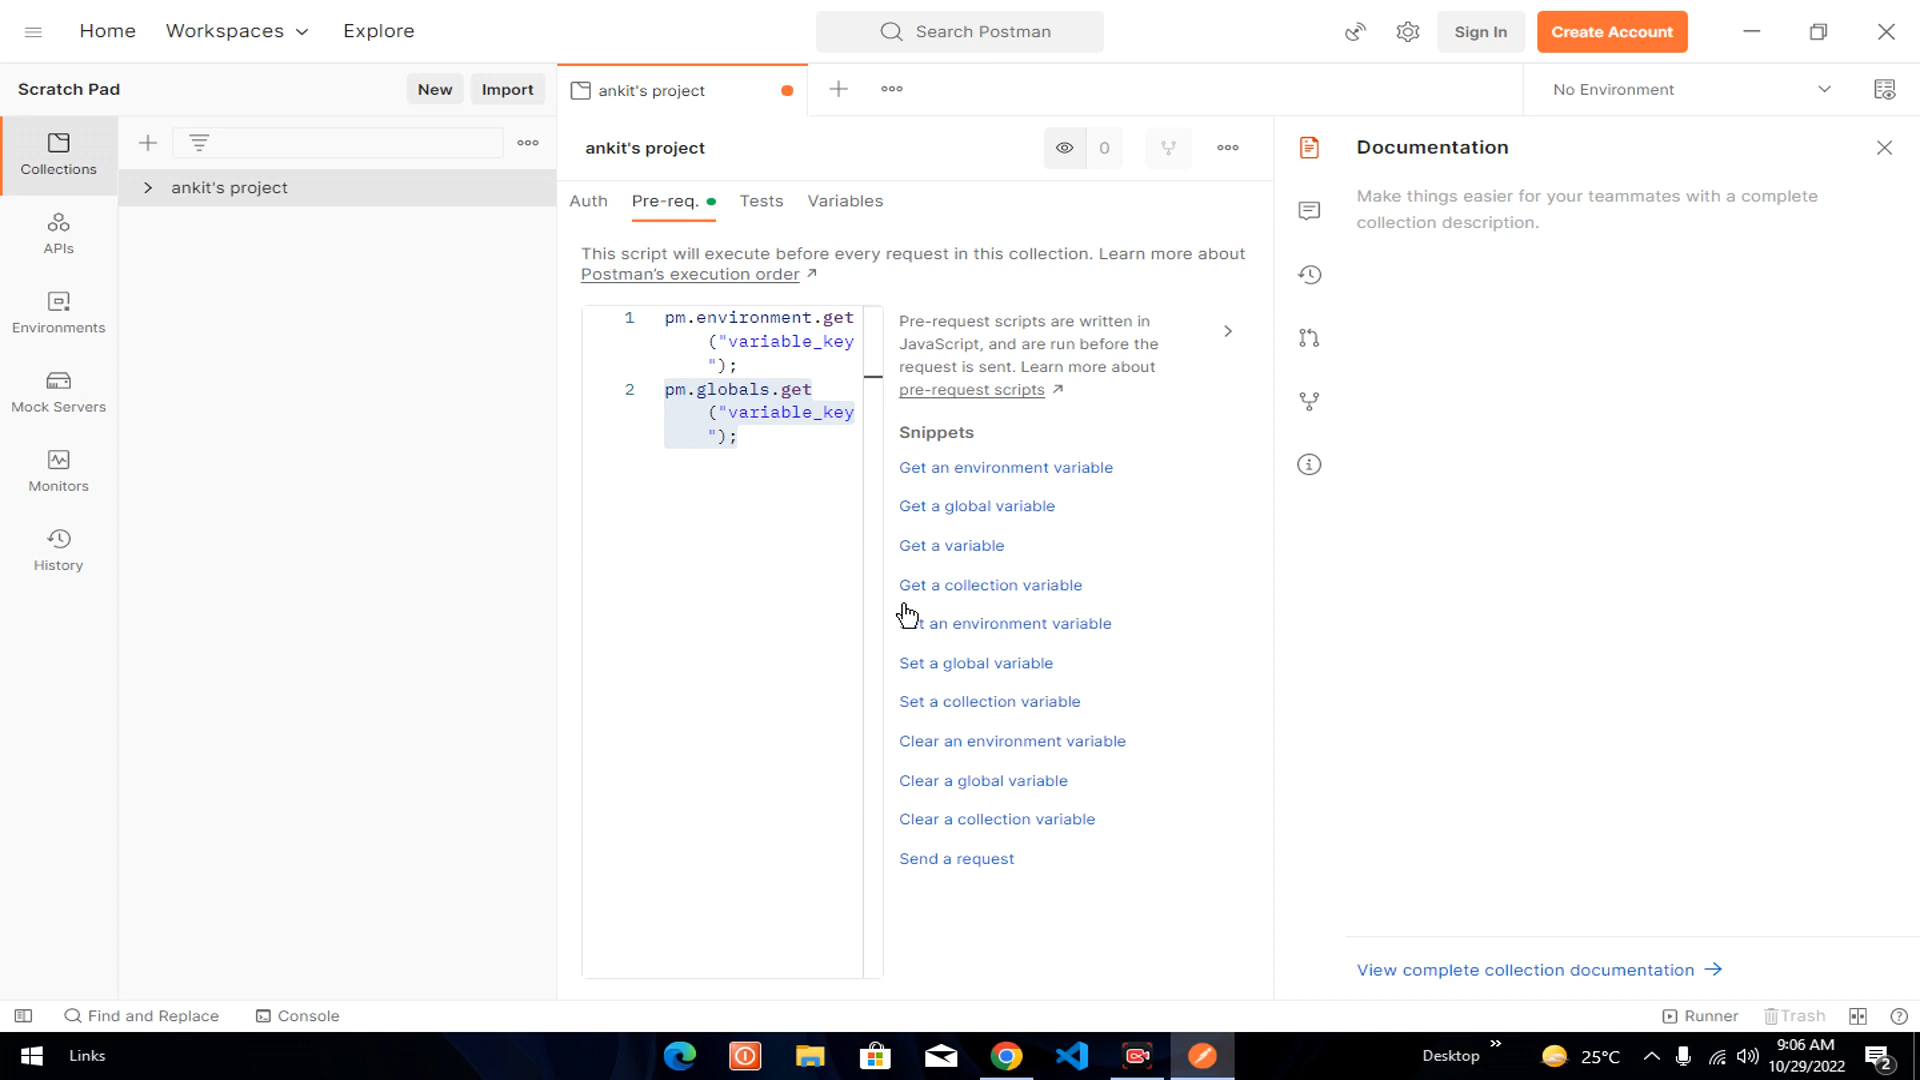 Home Workspaces Explore Search Postman Sign In Create Account
Scratch Pad New Import ankit's project No Environment
Collections
APIs
Environments
Mock Servers
Monitors
History
ankit's project
ankit's project 0
Auth Pre-req. Tests Variables
This script will execute before every request in this collection. Learn more about
Postman's execution order ↗
1 pm.environment.get
("variable_key
");
2 pm.globals.get
("variable_key
");
Pre-request scripts are written in
JavaScript, and are run before the
request is sent. Learn more about
pre-request scripts ↗
Snippets
Get an environment variable
Get a global variable
Get a variable
Get a collection variable
t an environment variable
Set a global variable
Set a collection variable
Clear an environment variable
Clear a global variable
Clear a collection variable
Send a request
Documentation
Make things easier for your teammates with a complete
collection description.
View complete collection documentation →
Find and Replace Console Runner Trash
Links Desktop 25°C 9:06 AM
10/29/2022 2